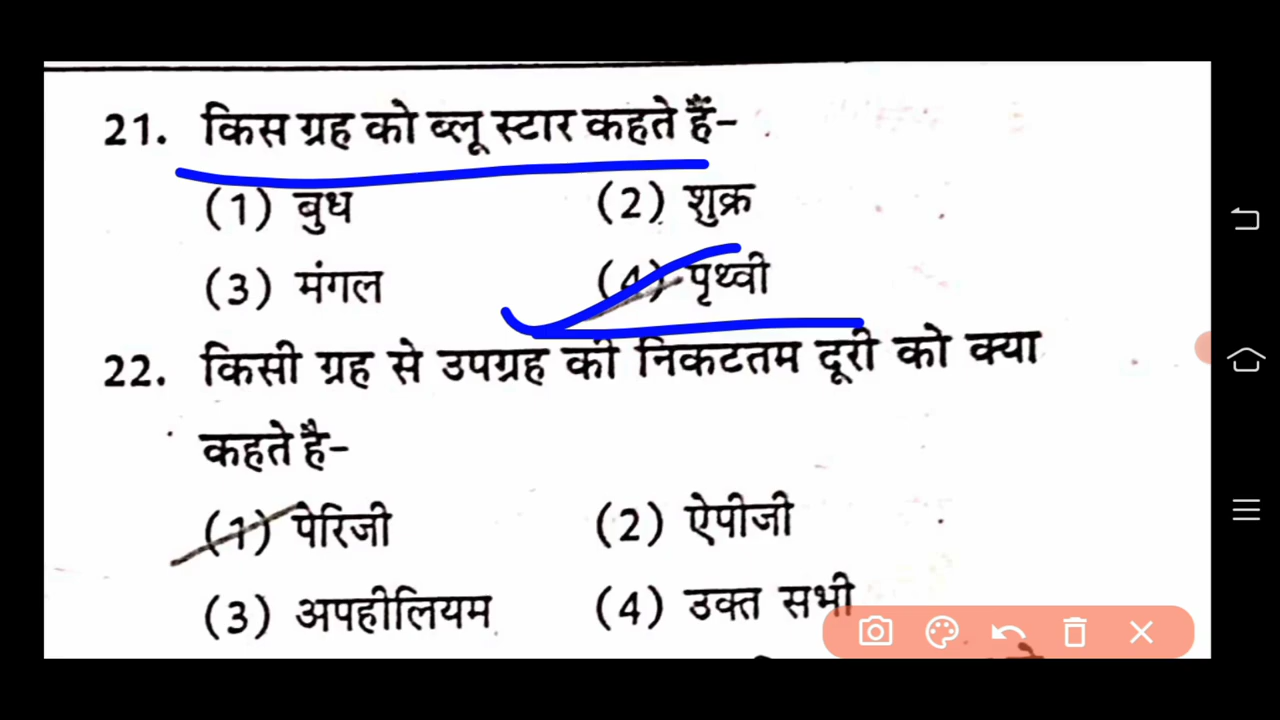 21. किस ग्रह को ब्लू स्टार कहते हैं-
(1) बुध (2) शुक्र
(3) मंगल (4) पृथ्वी
22. किसी ग्रह से उपग्रह की निकटतम दूरी को क्या
कहते है-
(1) पेरिजी (2) ऐपीजी
(3) अपहीलियम (4) उक्त सभी